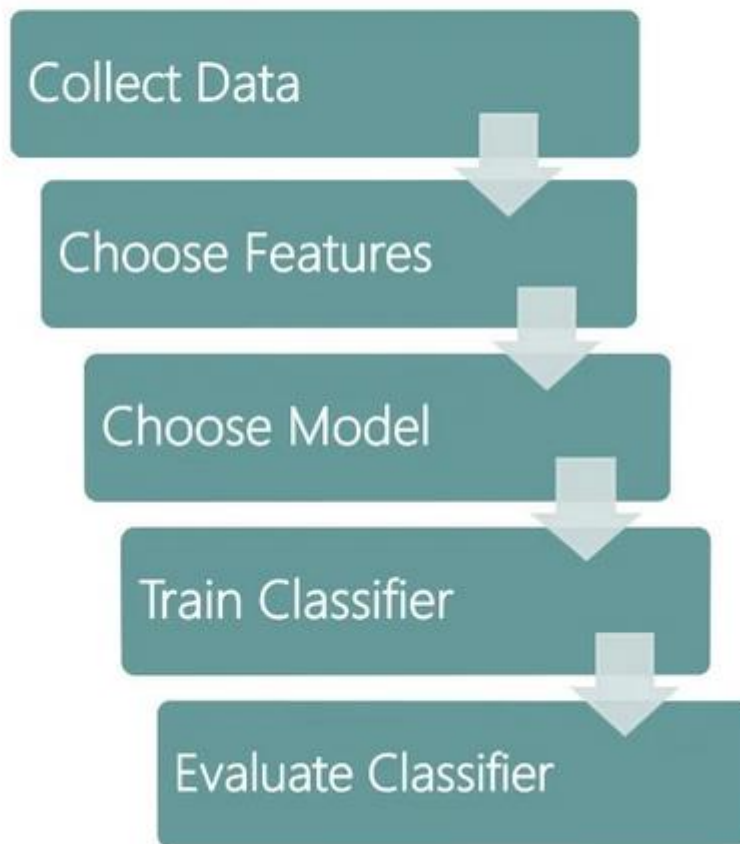 Collect Data
Choose Features
Choose Model
Train Classifier
Evaluate Classifier